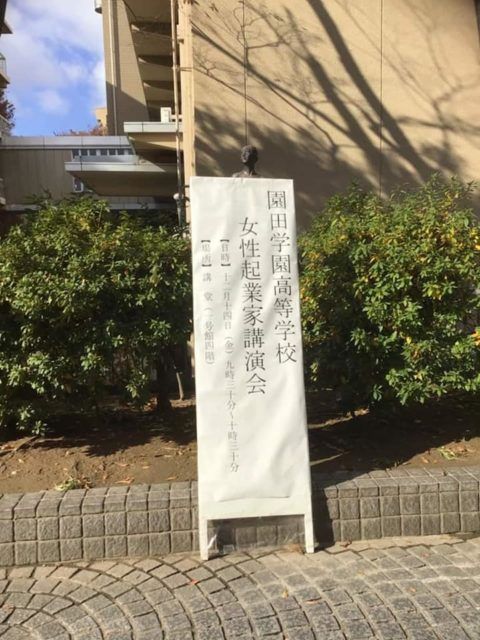 園田学園高等学校
女性起業家講演会
【日時】十二月十四日(金)九時三十分～十時三十分
【場所】講堂(一号館四階)